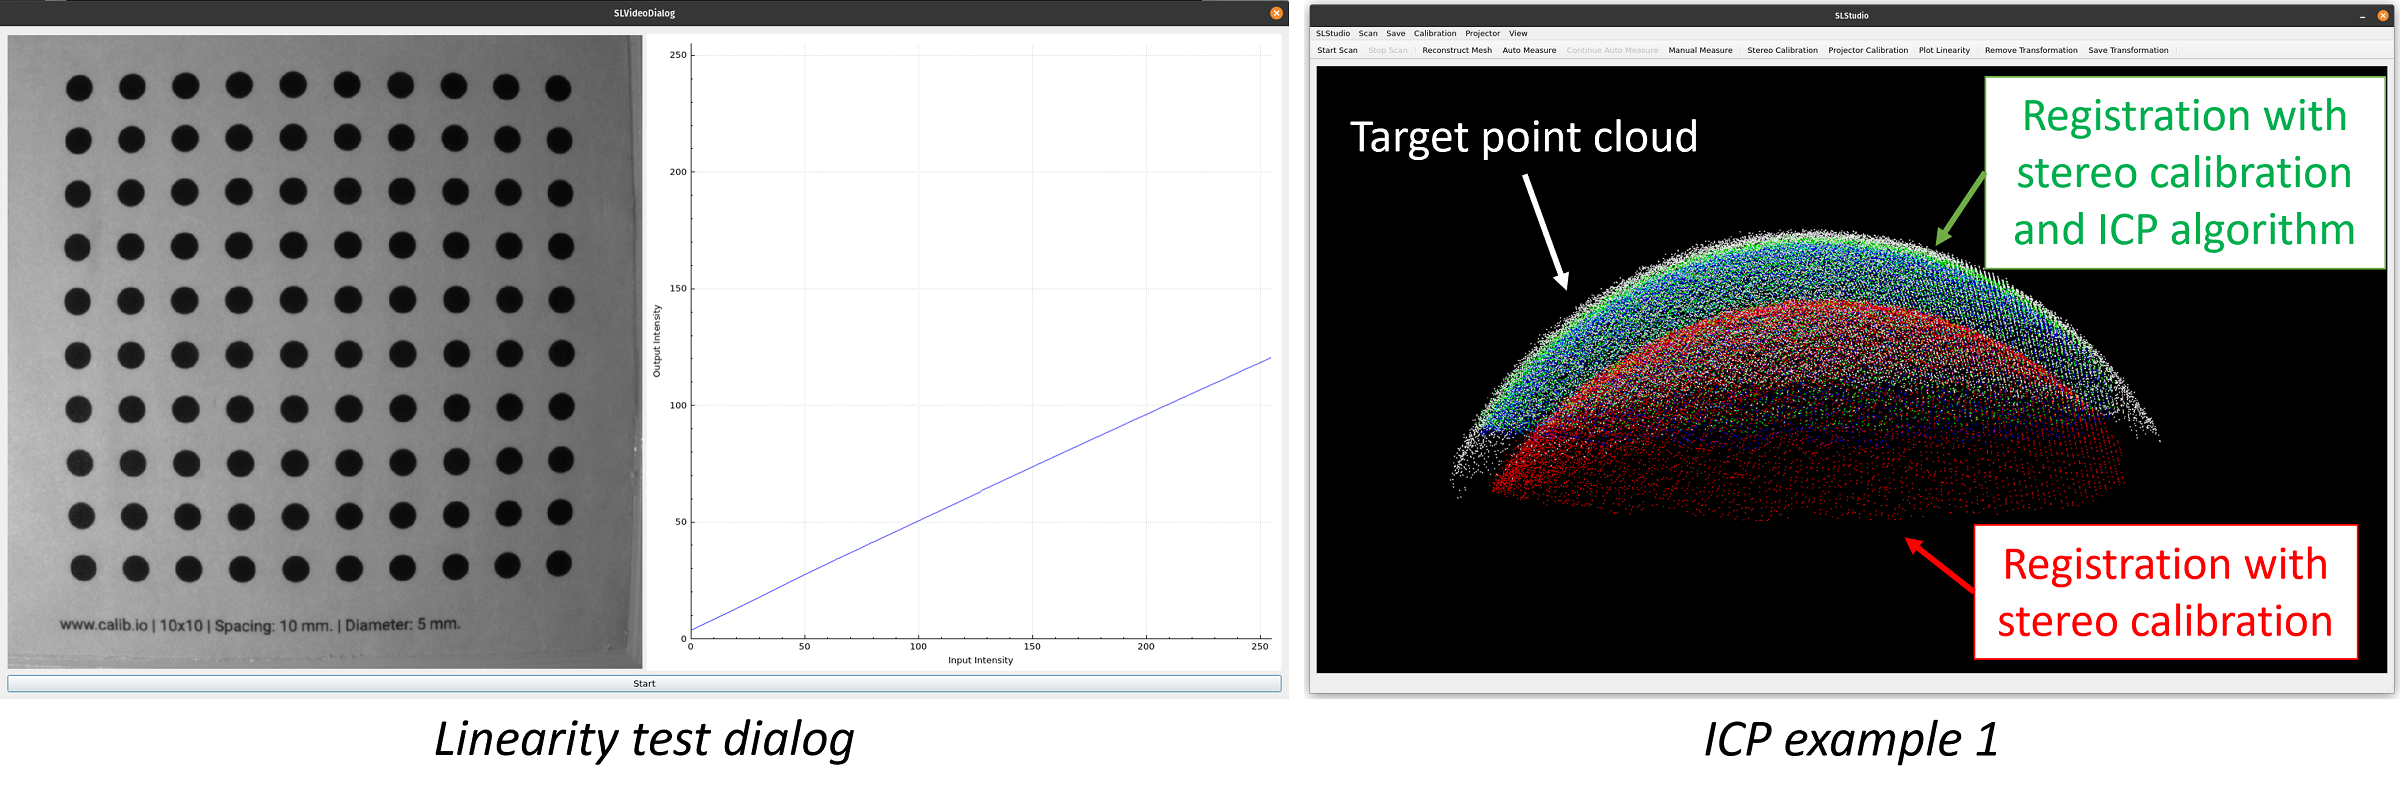 SLVideoDialog
www.calib.io | 10x10 | Spacing: 10 mm. | Diameter: 5 mm.
250
200
150
100
50
0
Output Intensity
0 50 100 150 200 250
Input Intensity
Start
Linearity test dialog
SLStudio
SLStudio Scan Save Calibration Projector View
Start Scan Stop Scan Reconstruct Mesh Auto Measure Continue Auto Measure Manual Measure Stereo Calibration Projector Calibration Plot Linearity Remove Transformation Save Transformation
Target point cloud
Registration with
stereo calibration
and ICP algorithm
Registration with
stereo calibration
ICP example 1